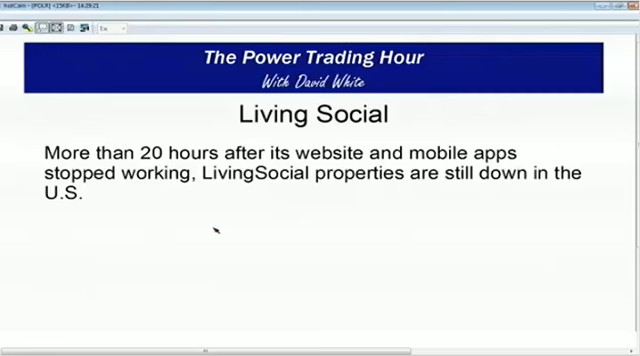 The Power Trading Hour
With David White
Living Social
More than 20 hours after its website and mobile apps
stopped working, LivingSocial properties are still down in the
U.S.